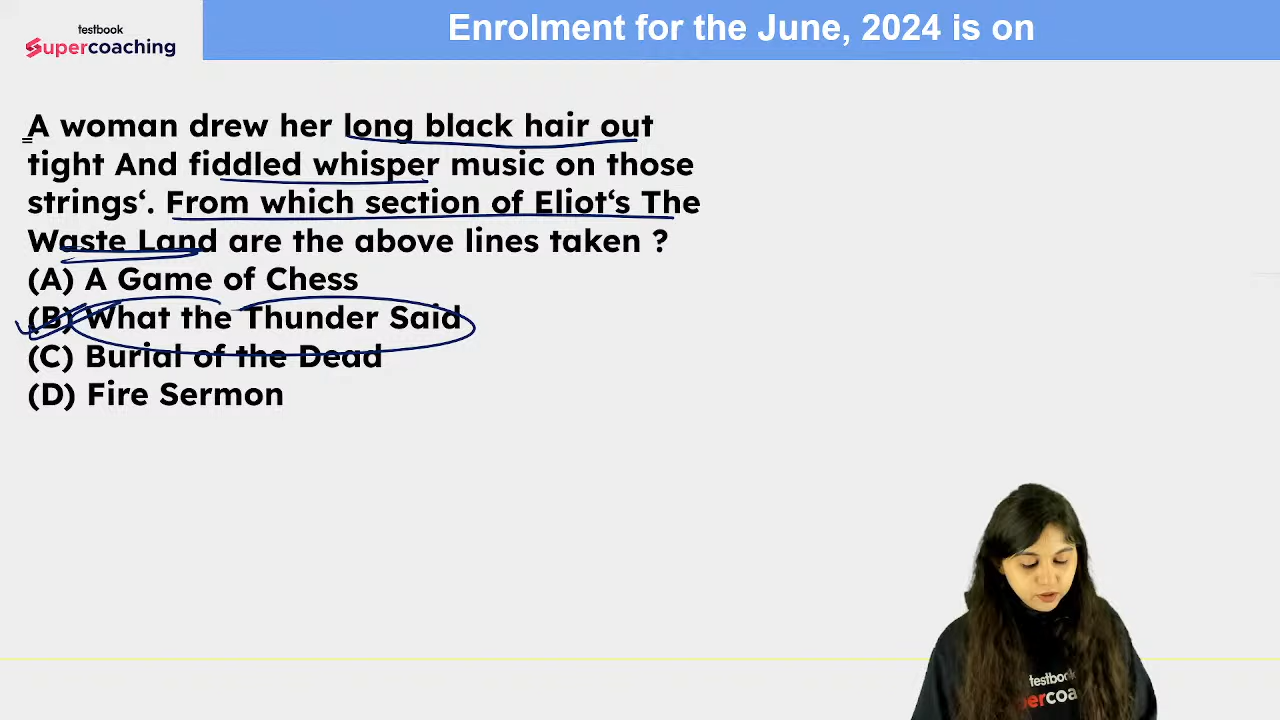 testbook
Supercoaching
Enrolment for the June, 2024 is on
A woman drew her long black hair out
tight And fiddled whisper music on those
strings‘. From which section of Eliot‘s The
Waste Land are the above lines taken ?
(A) A Game of Chess
(B) What the Thunder Said
(C) Burial of the Dead
(D) Fire Sermon
testbook
ercoa